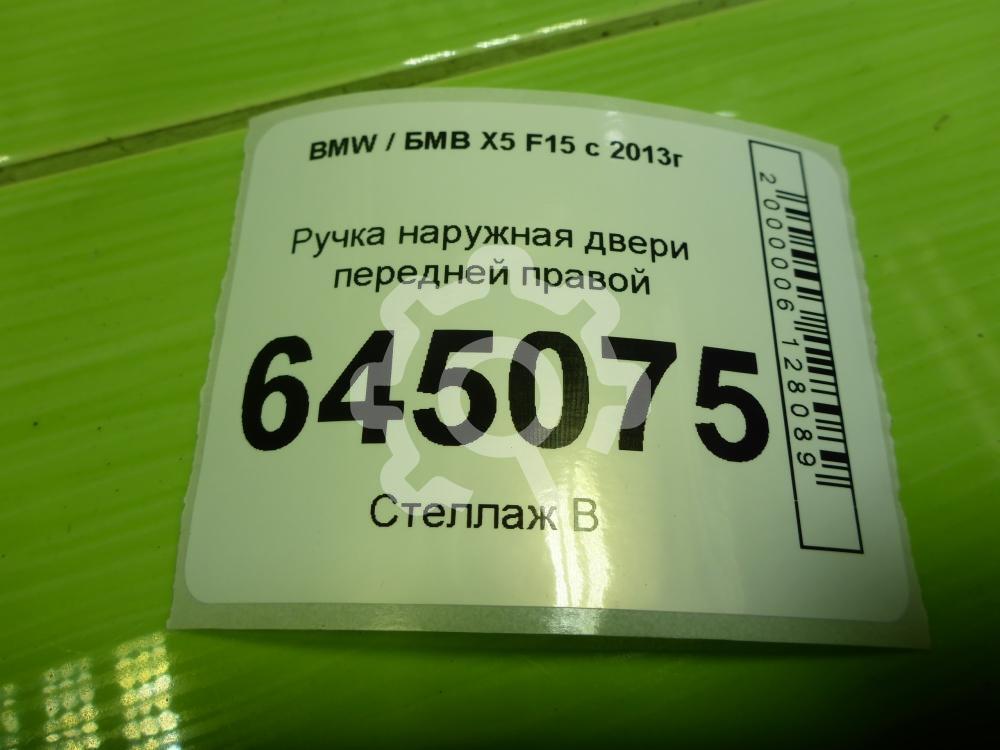 BMW / БМВ X5 F15 с 2013г
Ручка наружная двери
передней правой
645075
Стеллаж В
2000006128089